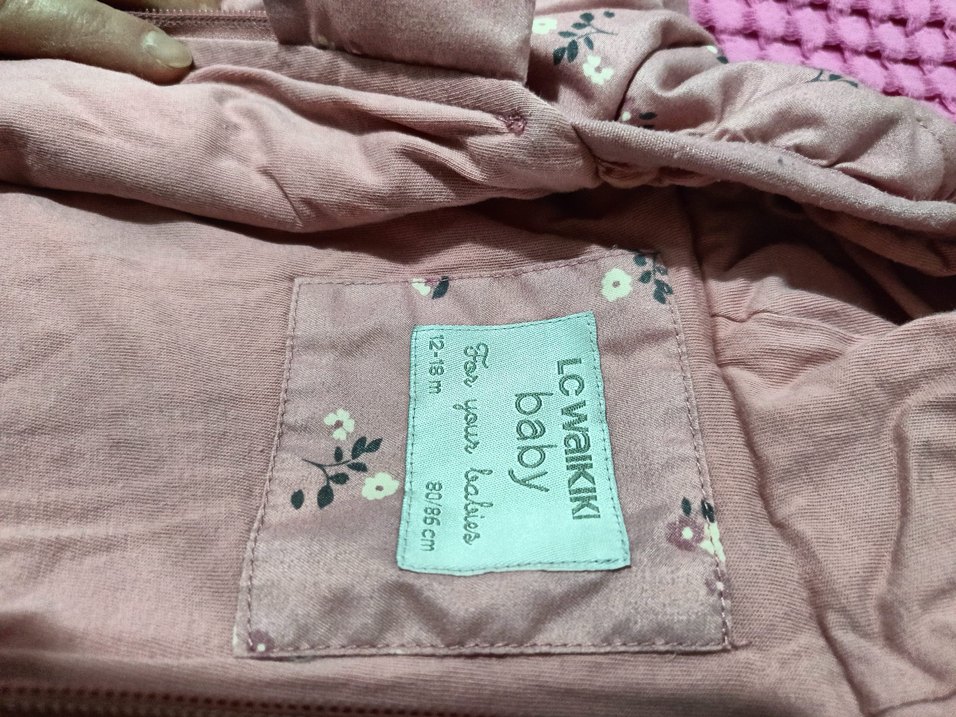 LC WAIKIKI
baby
For your babies
12-18 m 80/86 cm